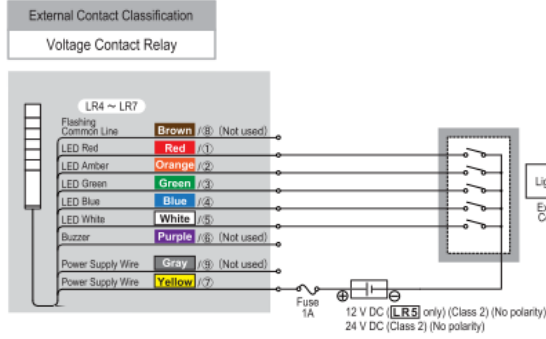 External Contact Classification
Voltage Contact Relay
LR4 ~ LR7
Flashing
Common Line Brown /⑧ (Not used)
LED Red Red /①
LED Amber Orange /②
LED Green Green /③
LED Blue Blue /④
LED White White /⑤
Buzzer Purple /⑥ (Not used)
Power Supply Wire Gray /⑨ (Not used)
Power Supply Wire Yellow /⑦
Fuse
1A
⊕ ⊖
12 V DC (LR5 only) (Class 2) (No polarity)
24 V DC (Class 2) (No polarity)